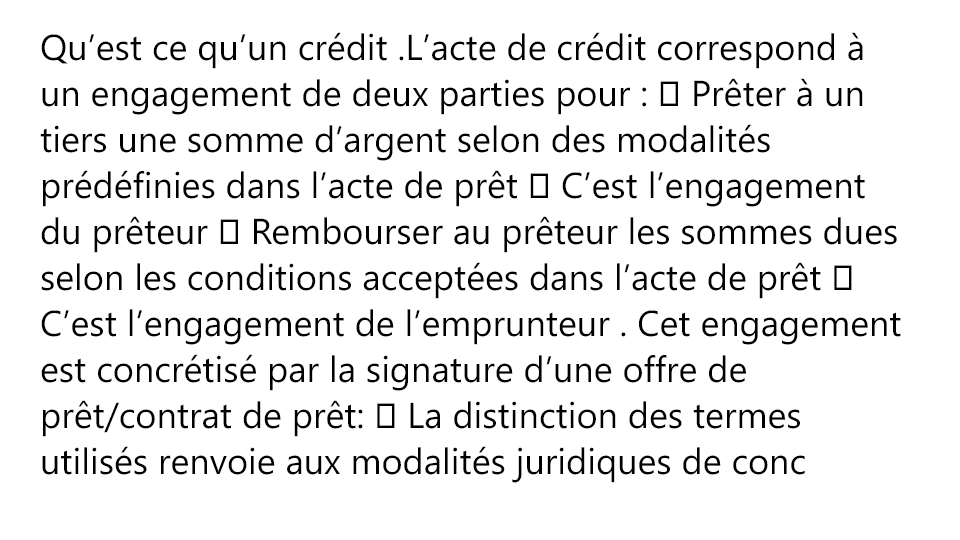 Qu’est ce qu’un crédit .L’acte de crédit correspond à
un engagement de deux parties pour :  Prêter à un
tiers une somme d’argent selon des modalités
prédéfinies dans l’acte de prêt  C’est l’engagement
du prêteur  Rembourser au prêteur les sommes dues
selon les conditions acceptées dans l’acte de prêt 
C’est l’engagement de l’emprunteur . Cet engagement
est concrétisé par la signature d’une offre de
prêt/contrat de prêt:  La distinction des termes
utilisés renvoie aux modalités juridiques de conc